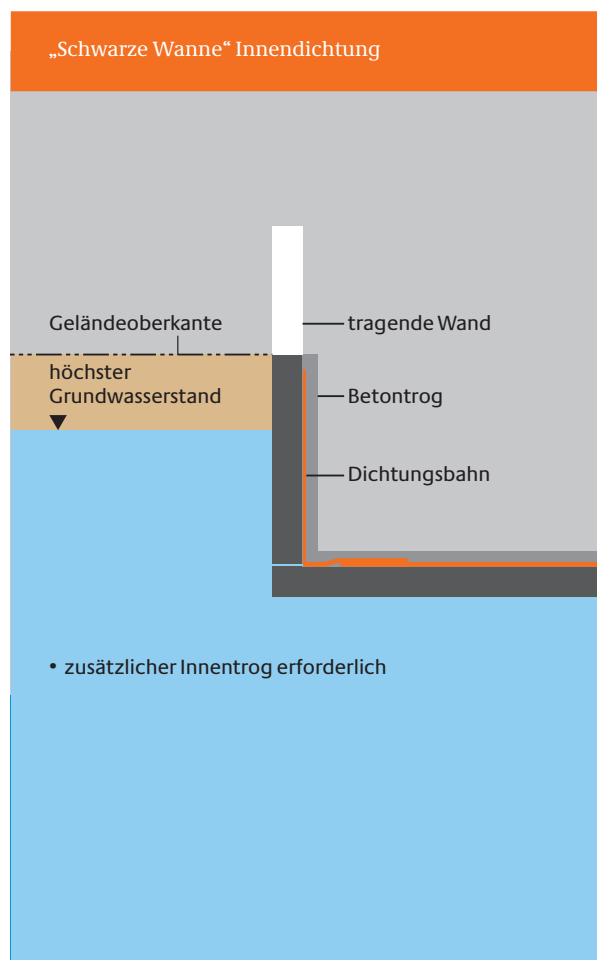 „Schwarze Wanne“ Innendichtung
Geländeoberkante
tragende Wand
höchster
Grundwasserstand
Betontrog
Dichtungsbahn
• zusätzlicher Innentrog erforderlich